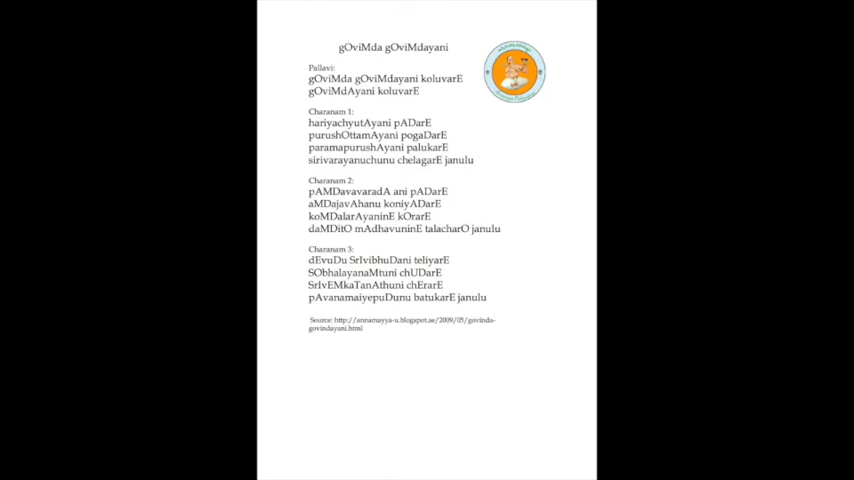 gOviMda gOviMdayani
Pallavi:
gOviMda gOviMdayani koluvarE
gOviMdAyani koluvarE
Charanam 1:
hariyachyutAyani pADarE
purushOttamAyani pogaDarE
paramapurushAyani palukarE
sirivarayanuchunu chelagarE janulu
Charanam 2:
pAMDavavaradA ani pADarE
aMDajavAhanu koniyADarE
koMDalarAyaninE kOrarE
daMDitO mAdhavuninE talacharO janulu
Charanam 3:
dEvuDu SrIvibhuDani teliyarE
SObhalayanaMtuni chUDarE
SrIvEMkaTanAthuni chErarE
pAvanamaiyepuDunu batukarE janulu
Source: http://annamayya-u.blogspot.ae/2009/05/govinda-
govindayani.html